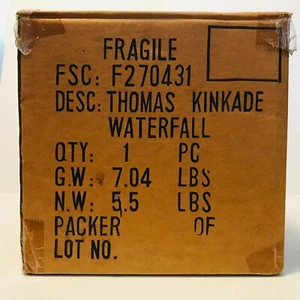 FRAGILE
FSC: F270431
DESC: THOMAS KINKADE
WATERFALL
QTY: 1 PC
G.W: 7.04 LBS
N.W: 5.5 LBS
PACKER OF
LOT NO.